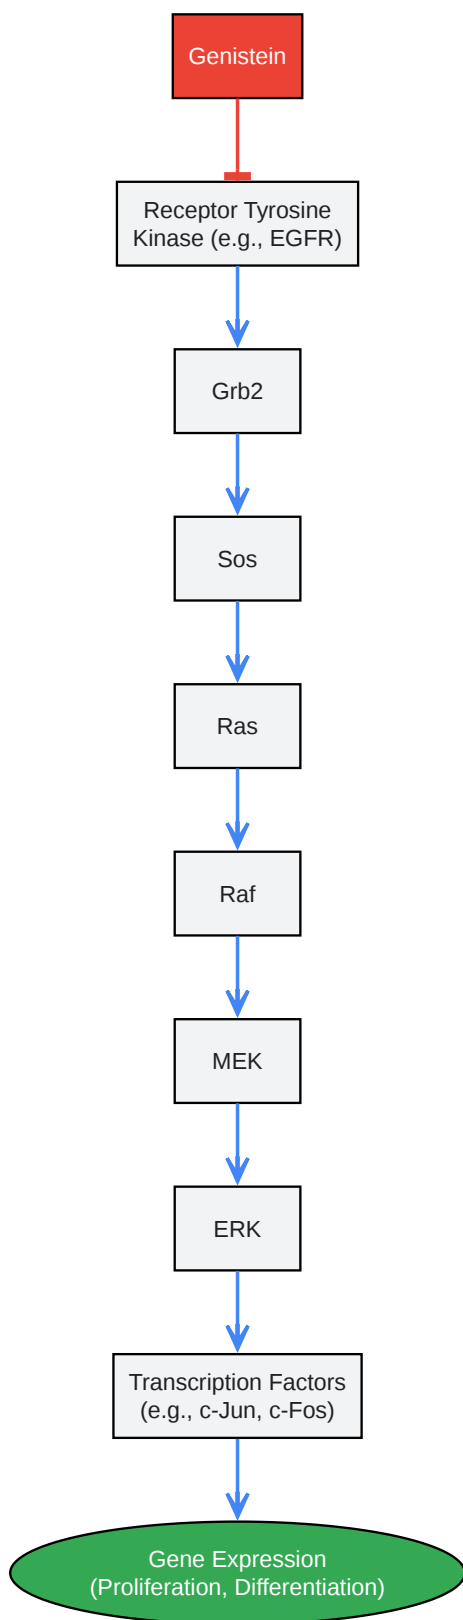 Genistein
Receptor Tyrosine
Kinase (e.g., EGFR)
Grb2
Sos
Ras
Raf
MEK
ERK
Transcription Factors
(e.g., c-Jun, c-Fos)
Gene Expression
(Proliferation, Differentiation)